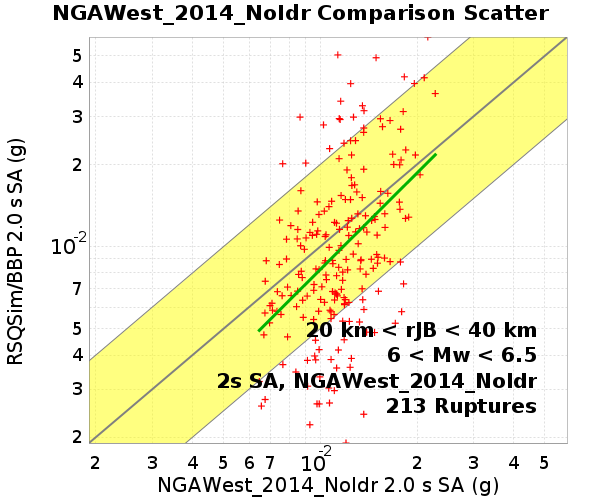 NGAWest_2014_NoIdr Comparison Scatter
RSQSim/BBP 2.0 s SA (g)
5
4
3
2
10-2
7
5
4
3
2
20 km < rJB < 40 km
6 < Mw < 6.5
2s SA, NGAWest_2014_NoIdr
213 Ruptures
2 3 4 5 6 7 10-2 2 3 4 5
NGAWest_2014_NoIdr 2.0 s SA (g)